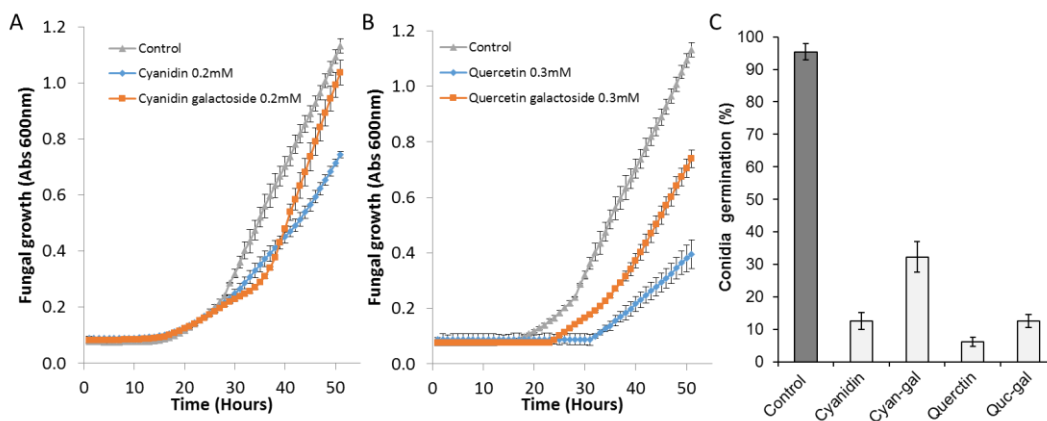 A
Fungal growth (Abs 600nm)
1.2
1.0
0.8
0.6
0.4
0.2
0.0
0 10 20 30 40 50
Time (Hours)
Control
Cyanidin 0.2mM
Cyanidin galactoside 0.2mM
B
Fungal growth (Abs 600nm)
1.2
1.0
0.8
0.6
0.4
0.2
0.0
0 10 20 30 40 50
Time (Hours)
Control
Quercetin 0.3mM
Quercetin galactoside 0.3mM
C
Conidia germination (%)
100
90
80
70
60
50
40
30
20
10
0
Control
Cyanidin
Cyan-gal
Querctin
Quc-gal